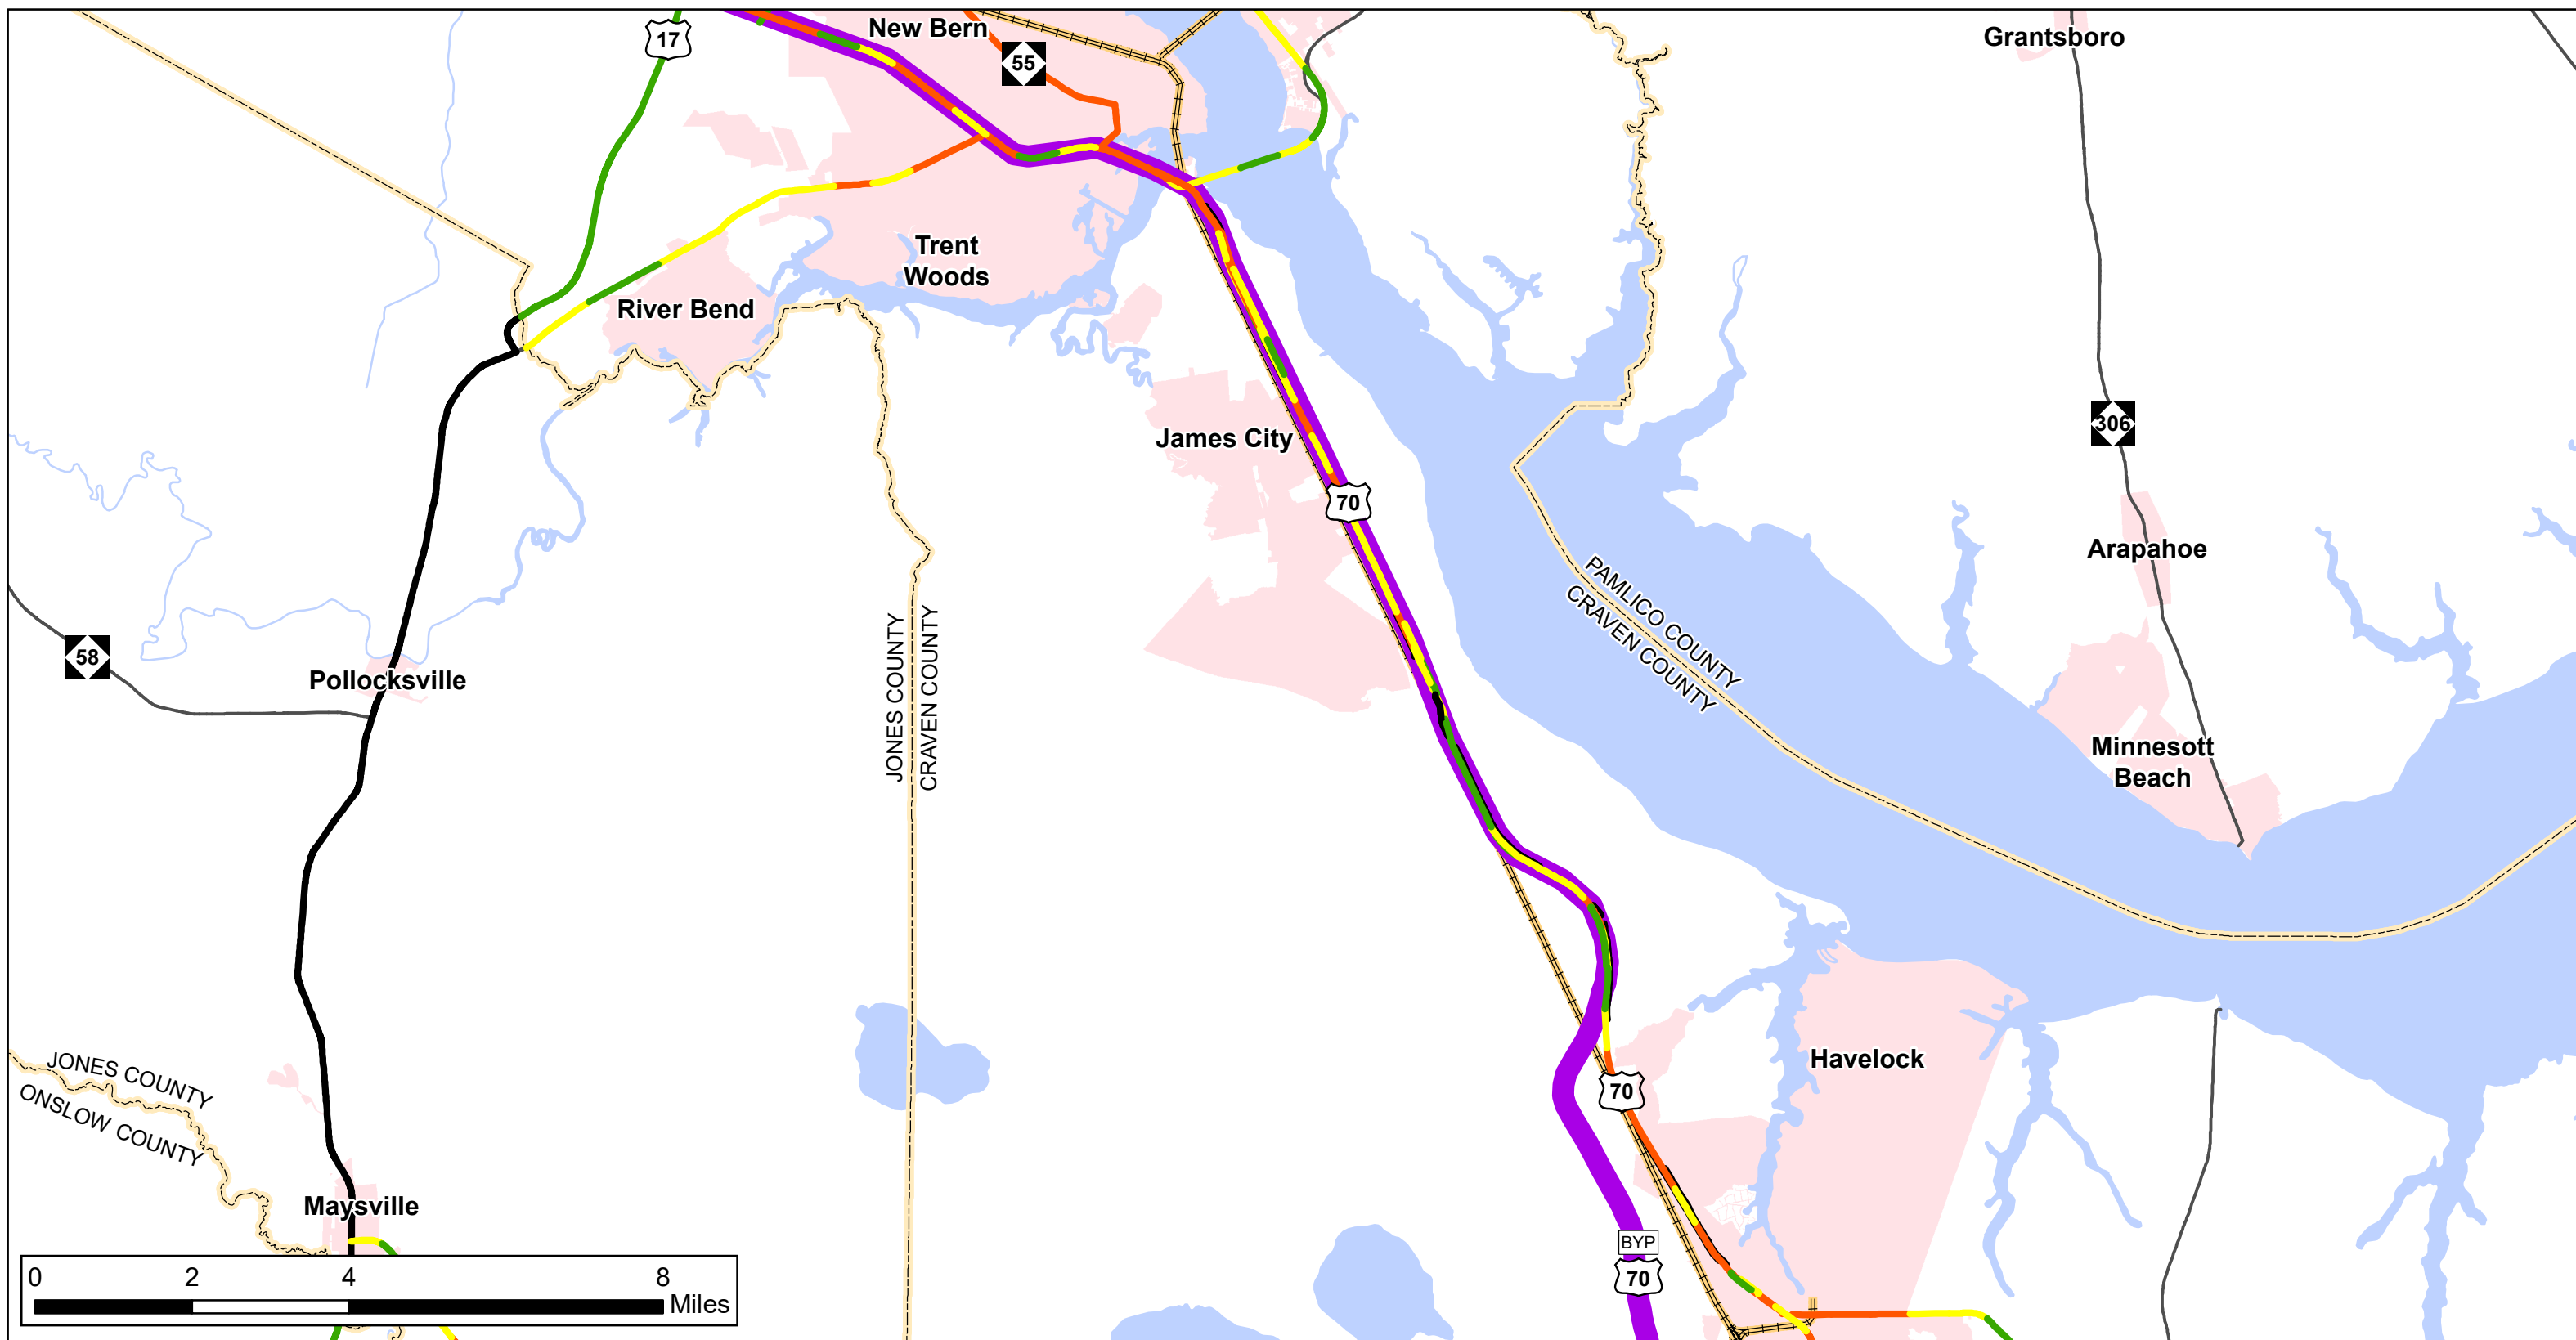 New Bern
17
55
Grantsboro
Trent
Woods
River Bend
306
James City
70
Arapahoe
PAMLICO COUNTY
CRAVEN COUNTY
JONES COUNTY
CRAVEN COUNTY
58
Pollocksville
Minnesott
Beach
Havelock
JONES COUNTY
ONSLOW COUNTY
70
Maysville
BYP
70
0 2 4 8
Miles